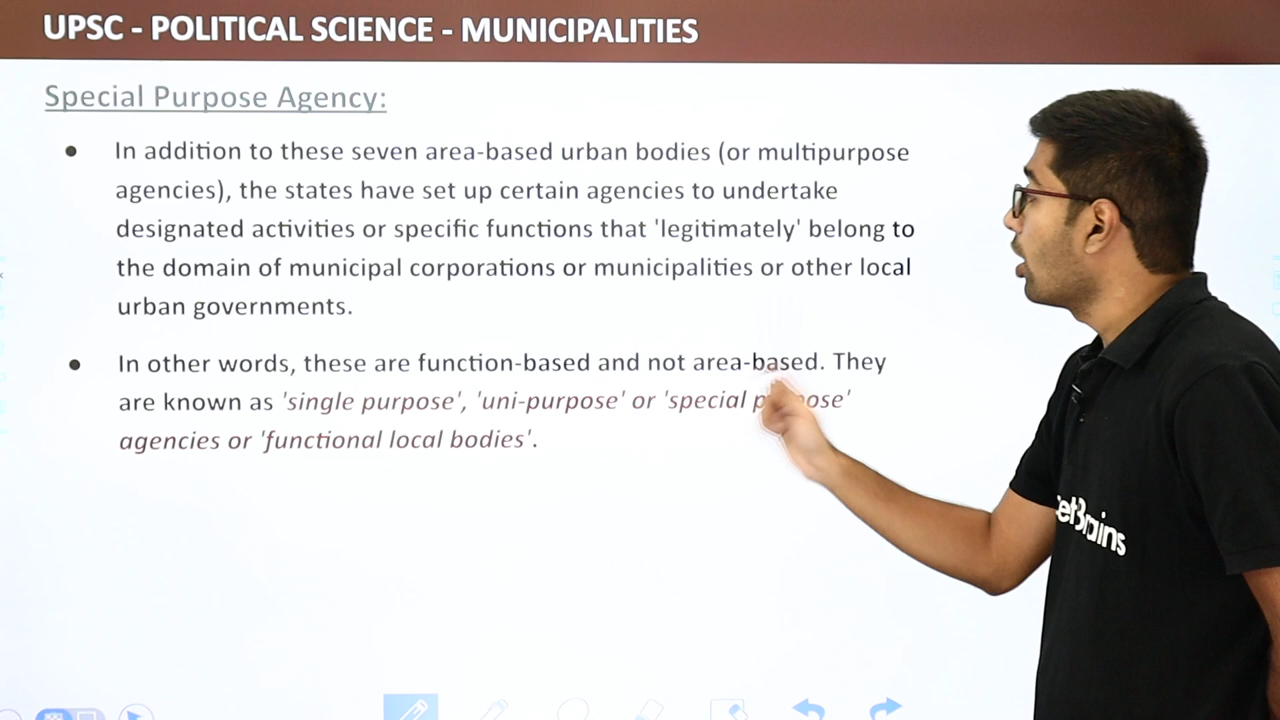 UPSC - POLITICAL SCIENCE - MUNICIPALITIES
Special Purpose Agency:
• In addition to these seven area-based urban bodies (or multipurpose
agencies), the states have set up certain agencies to undertake
designated activities or specific functions that 'legitimately' belong to
the domain of municipal corporations or municipalities or other local
urban governments.
• In other words, these are function-based and not area-based. They
are known as 'single purpose', 'uni-purpose' or 'special purpose'
agencies or 'functional local bodies'.